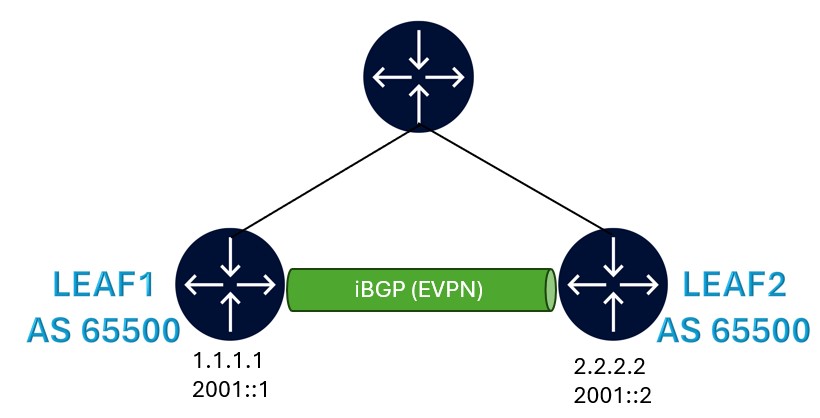 LEAF1
AS 65500
iBGP (EVPN)
LEAF2
AS 65500
1.1.1.1
2001::1
2.2.2.2
2001::2